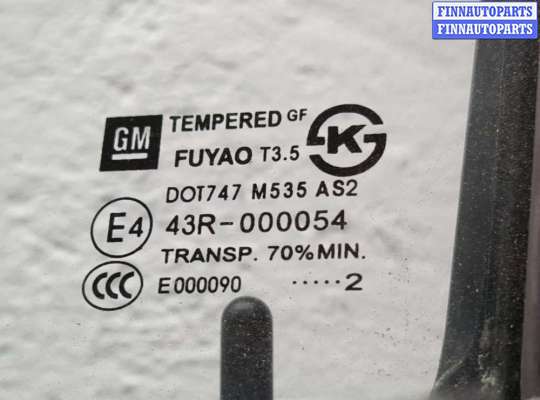 FINNAUTOPARTS
FINNAUTOPARTS
GM TEMPERED GF
FUYAO T3.5 K
DOT747 M535 AS2
E4 43R-000054
TRANSP. 70%MIN.
CCC E000090 ·····2